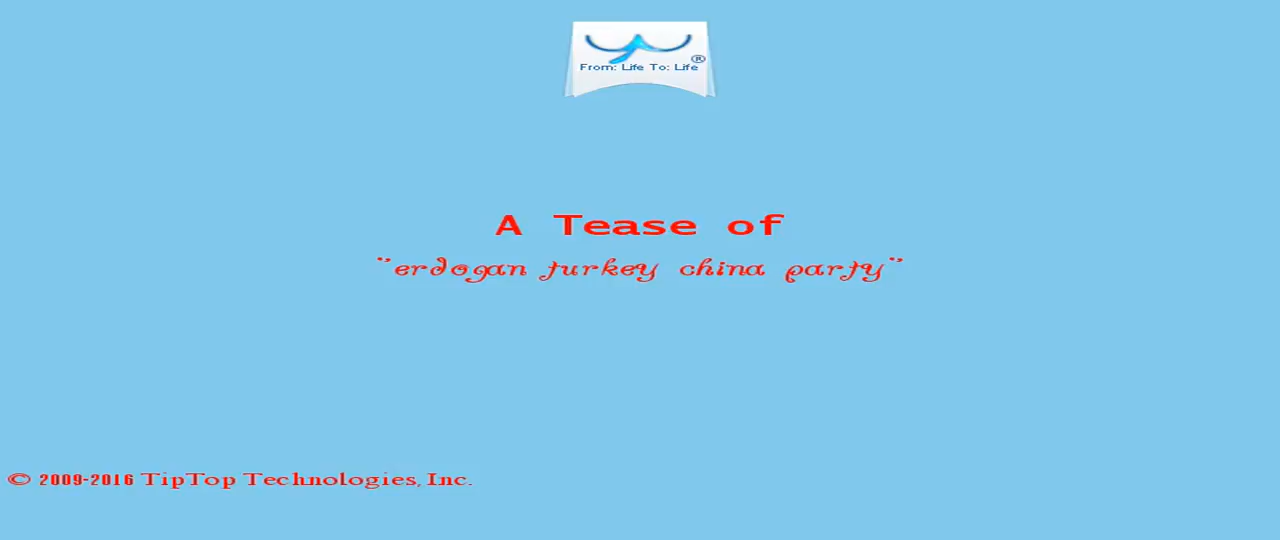 From: Life To: Life®
A Tease of
"erdogan turkey china party"
© 2009-2016 TipTop Technologies, Inc.